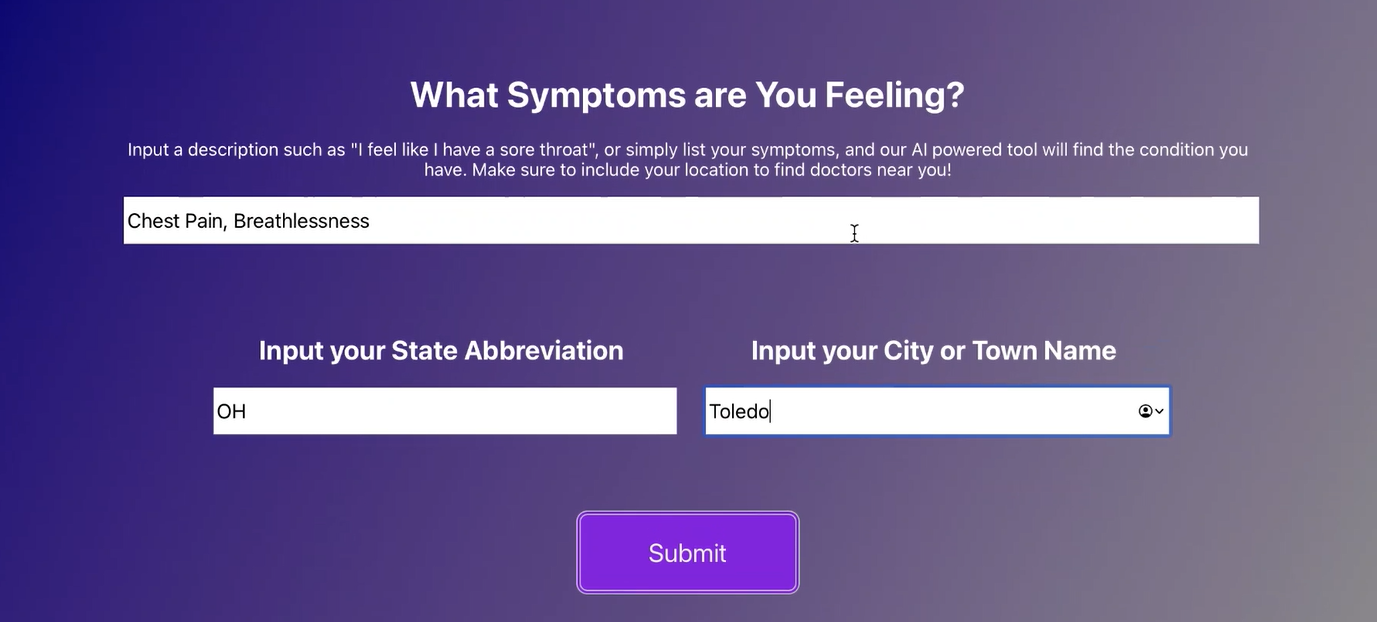 What Symptoms are You Feeling?
Input a description such as "I feel like I have a sore throat", or simply list your symptoms, and our AI powered tool will find the condition you
have. Make sure to include your location to find doctors near you!
Chest Pain, Breathlessness
Input your State Abbreviation
Input your City or Town Name
OH
Toledo
Submit